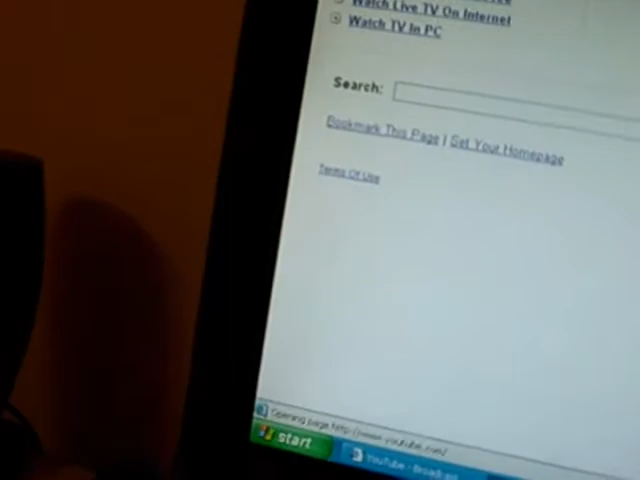 Watch Live TV On Internet
Watch TV In PC
Search:
Bookmark This Page | Set Your Homepage
Terms Of Use
Opening page http://www.youtube.com/
start
YouTube - Broadcast